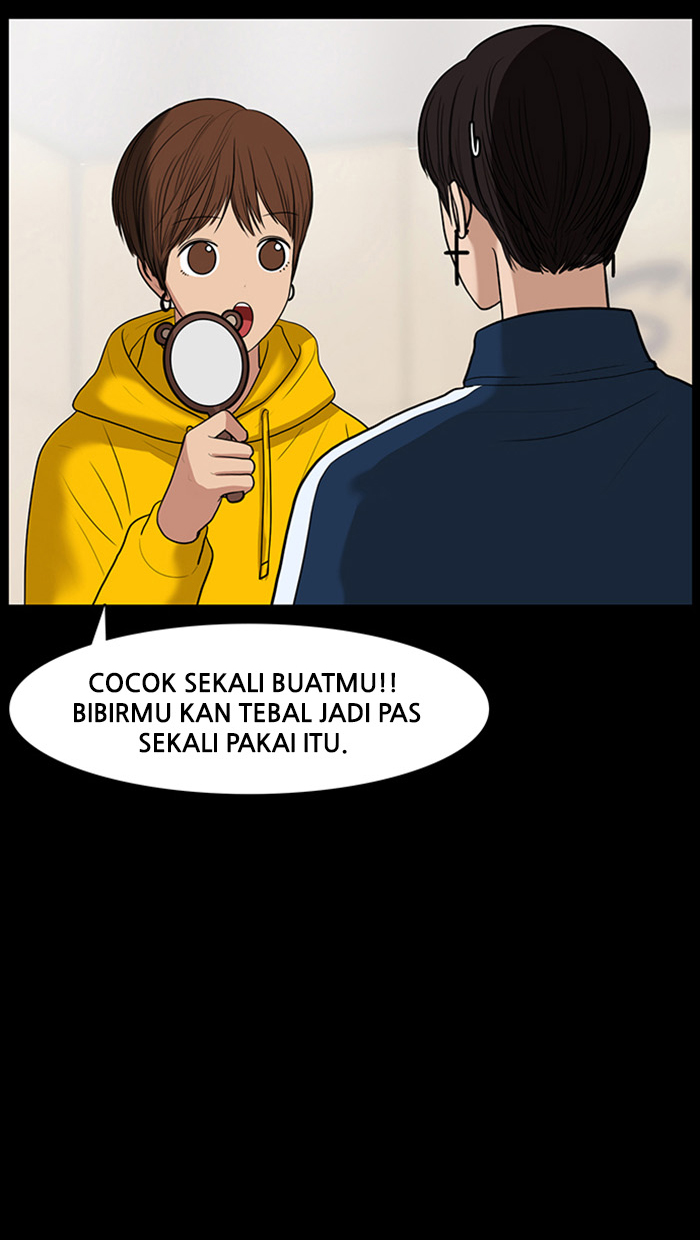 COCOK SEKALI BUATMU!!
BIBIRMU KAN TEBAL JADI PAS
SEKALI PAKAI ITU.